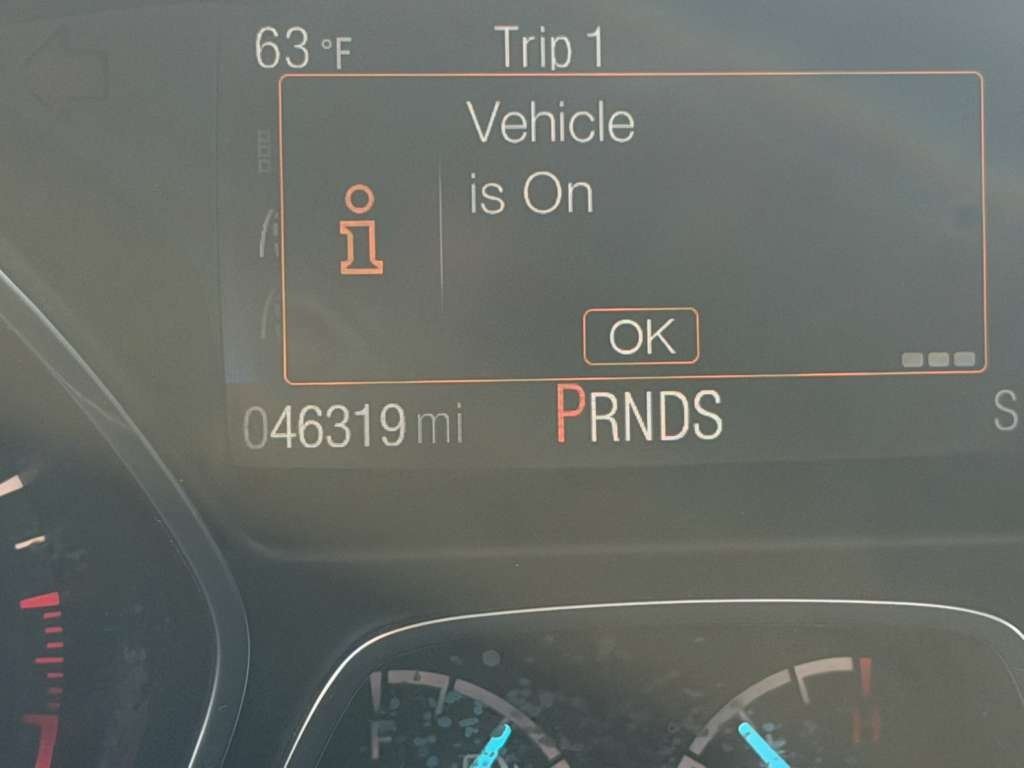 63 °F Trip 1
Vehicle
is On
OK
046319 mi PRNDS S
F H